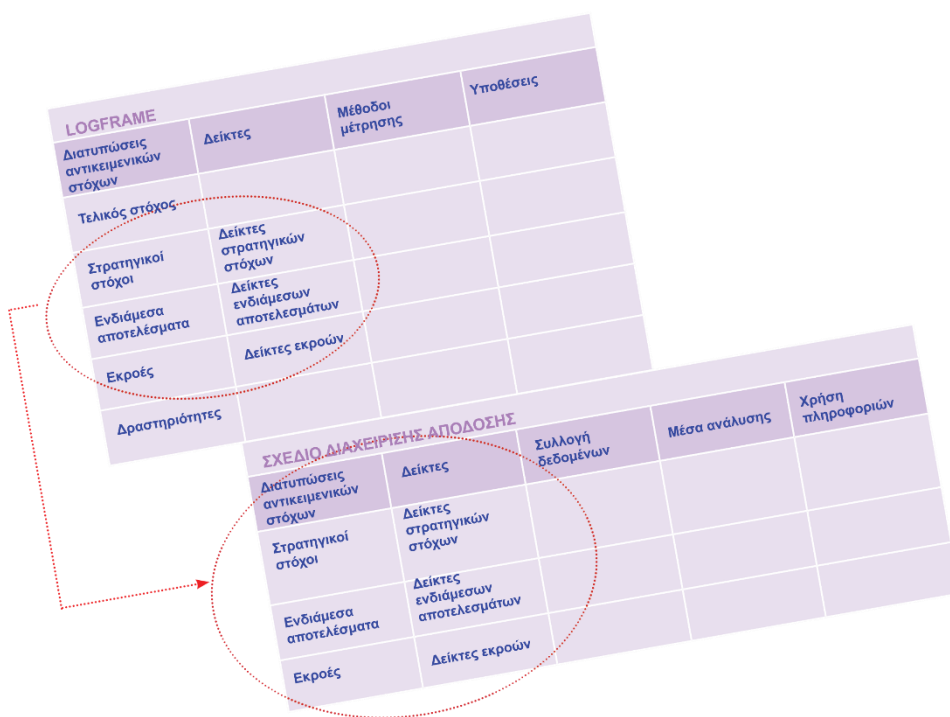 LOGFRAME
Διατυπώσεις
αντικειμενικών
στόχων
Δείκτες
Μέθοδοι
μέτρησης
Υποθέσεις
Τελικός στόχος
Στρατηγικοί
στόχοι
Δείκτες
στρατηγικών
στόχων
Ενδιάμεσα
αποτελέσματα
Δείκτες
ενδιάμεσων
αποτελεσμάτων
Εκροές
Δείκτες εκροών
Δραστηριότητες
ΣΧΕΔΙΟ ΔΙΑΧΕΙΡΙΣΗΣ ΑΠΟΔΟΣΗΣ
Διατυπώσεις
αντικειμενικών
στόχων
Δείκτες
Συλλογή
δεδομένων
Μέσα ανάλυσης
Χρήση
πληροφοριών
Στρατηγικοί
στόχοι
Δείκτες
στρατηγικών
στόχων
Ενδιάμεσα
αποτελέσματα
Δείκτες
ενδιάμεσων
αποτελεσμάτων
Εκροές
Δείκτες εκροών